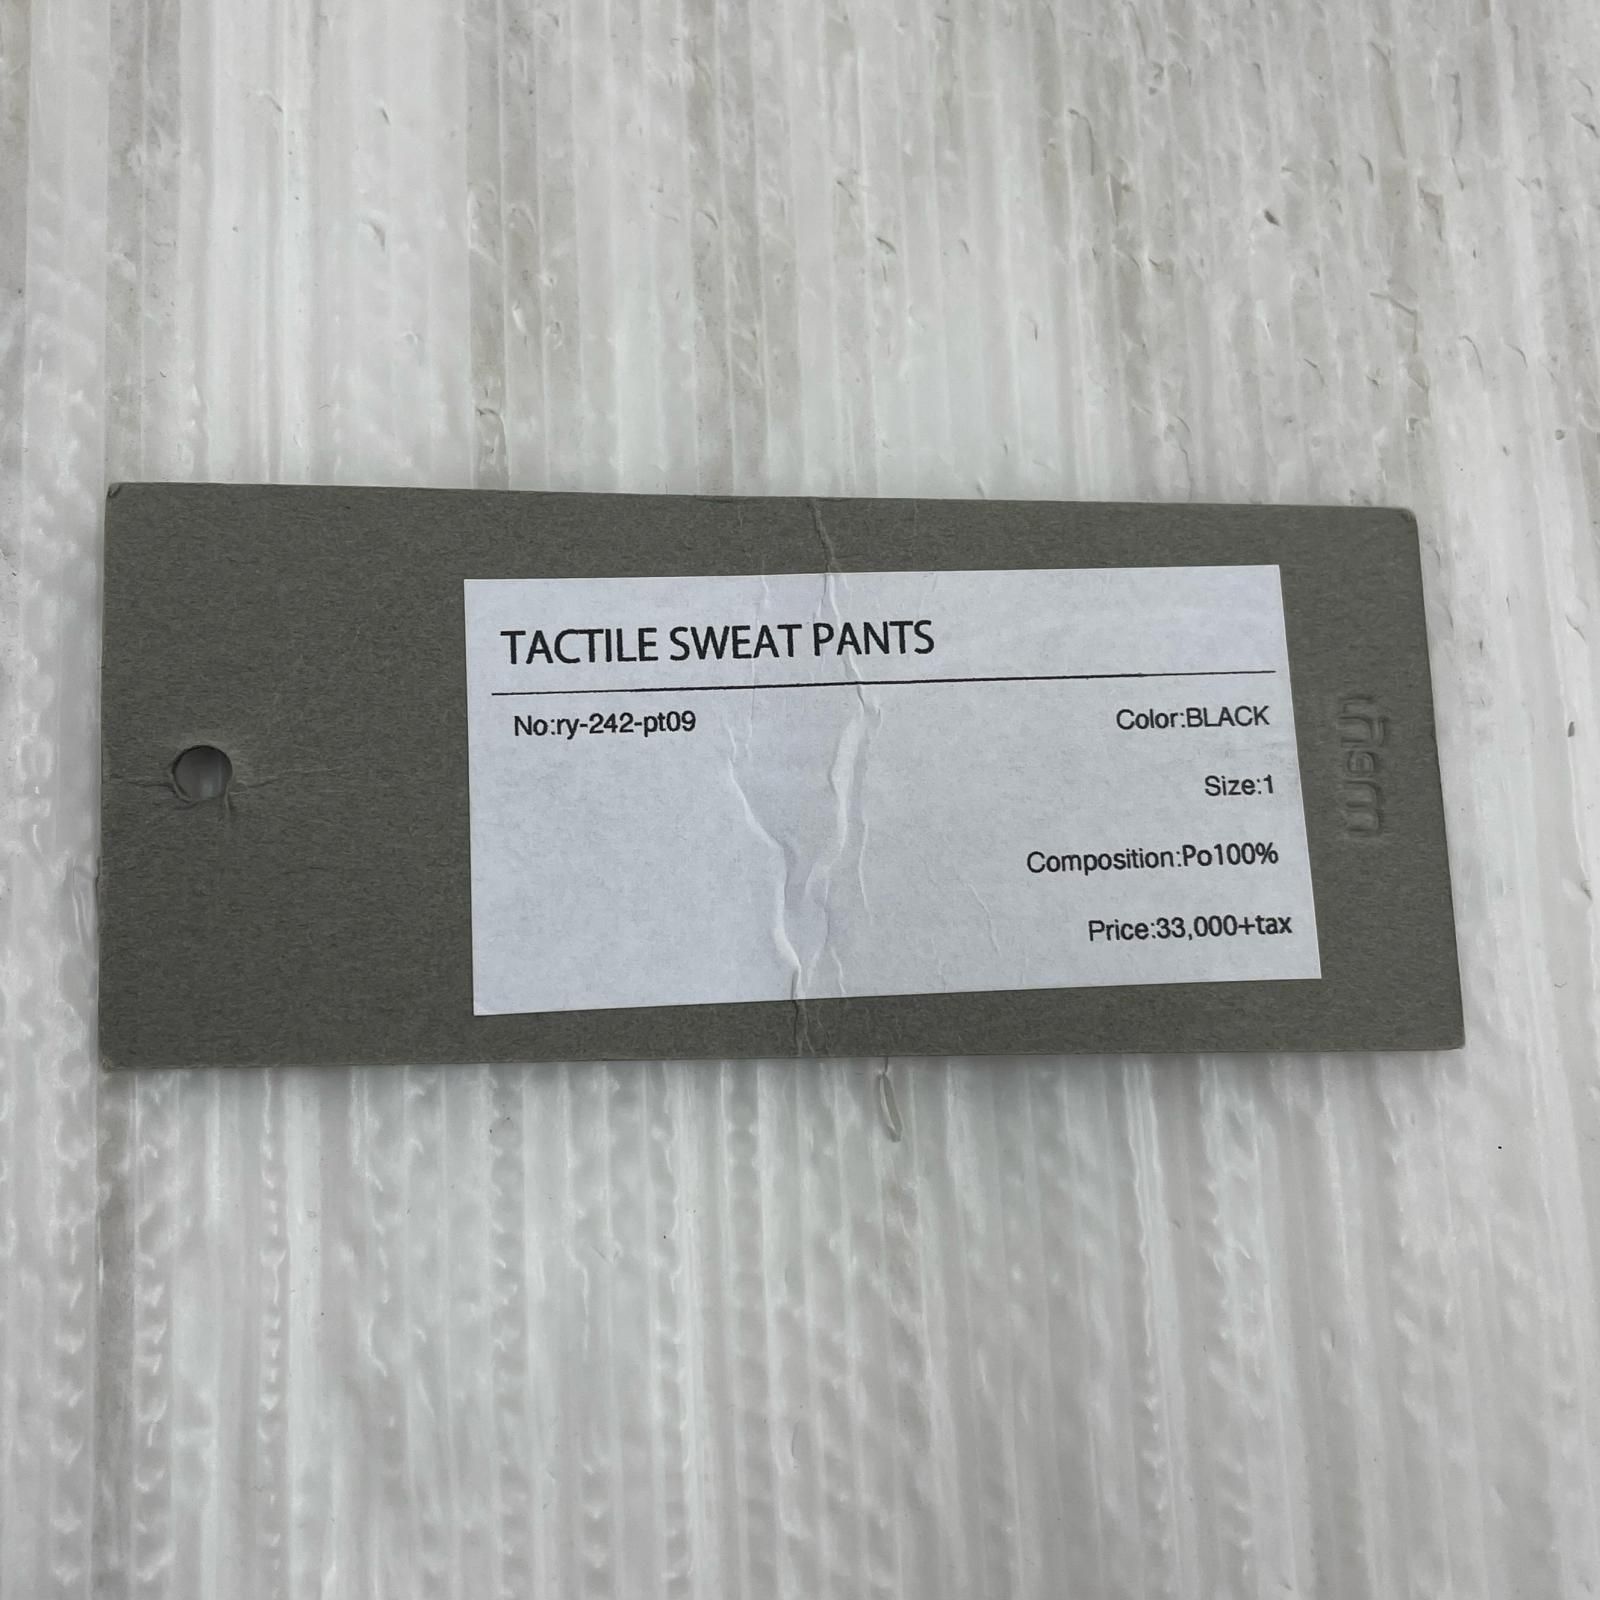 TACTILE SWEAT PANTS
No:ry-242-pt09
Color:BLACK
Size:1
Composition:Po100%
Price:33,000+tax